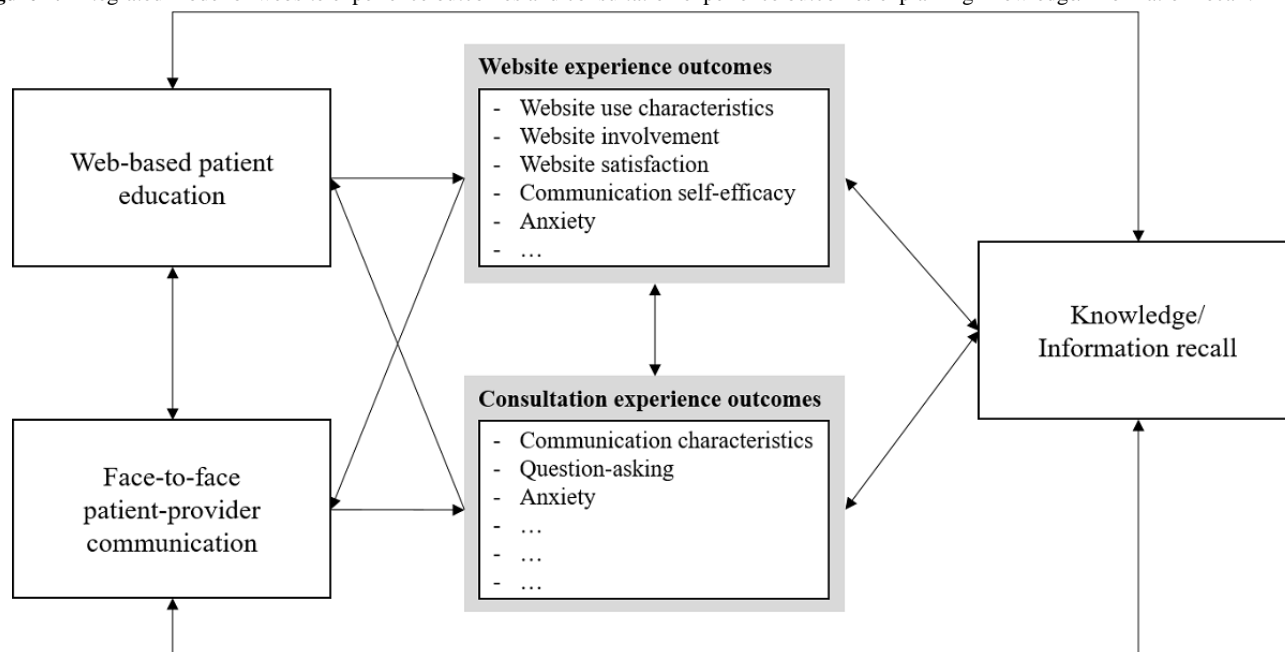 Website experience outcomes
- Website use characteristics
- Website involvement
- Website satisfaction
- Communication self-efficacy
- Anxiety
- …
Web-based patient
education
Knowledge/
Information recall
Consultation experience outcomes
- Communication characteristics
- Question-asking
- Anxiety
- …
- …
- …
Face-to-face
patient-provider
communication